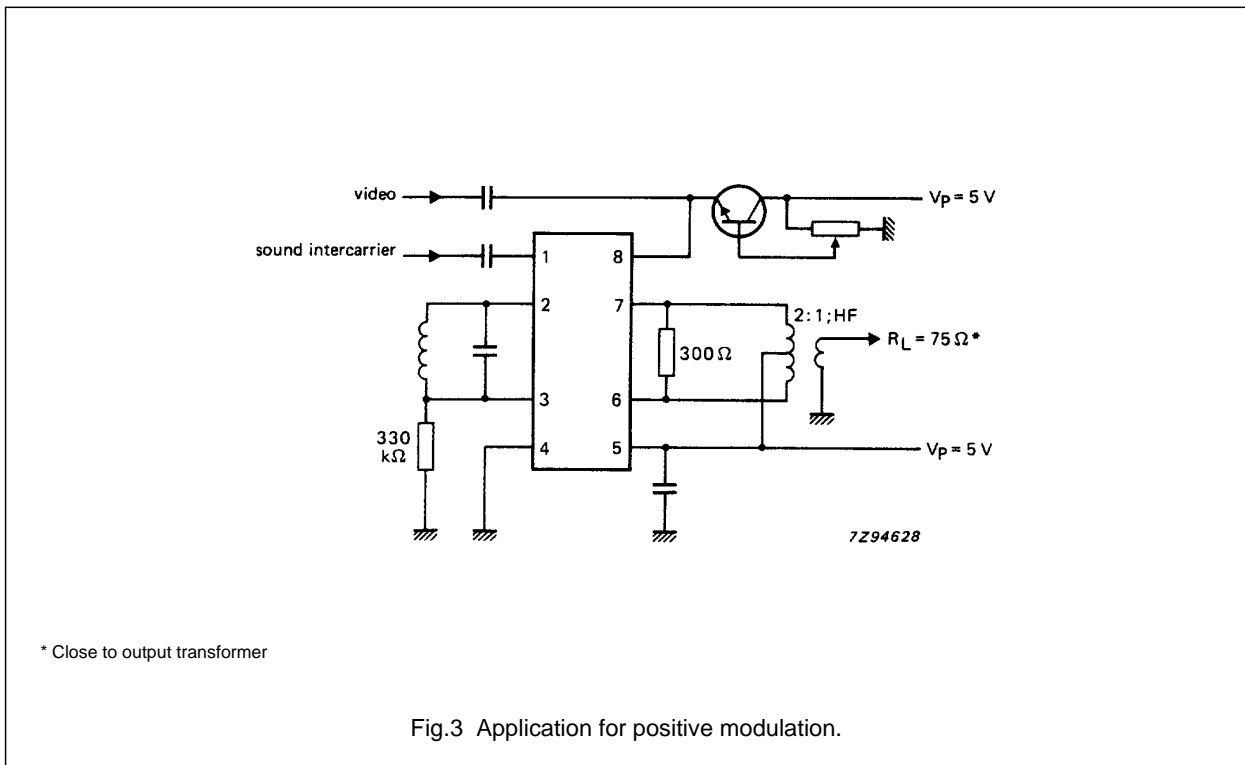 video
V_P = 5 V
sound intercarrier
1
8
2
7
2:1;HF
R_L = 75 Ω*
300 Ω
3
6
330
kΩ
4
5
V_P = 5 V
7Z94628
* Close to output transformer
Fig.3 Application for positive modulation.